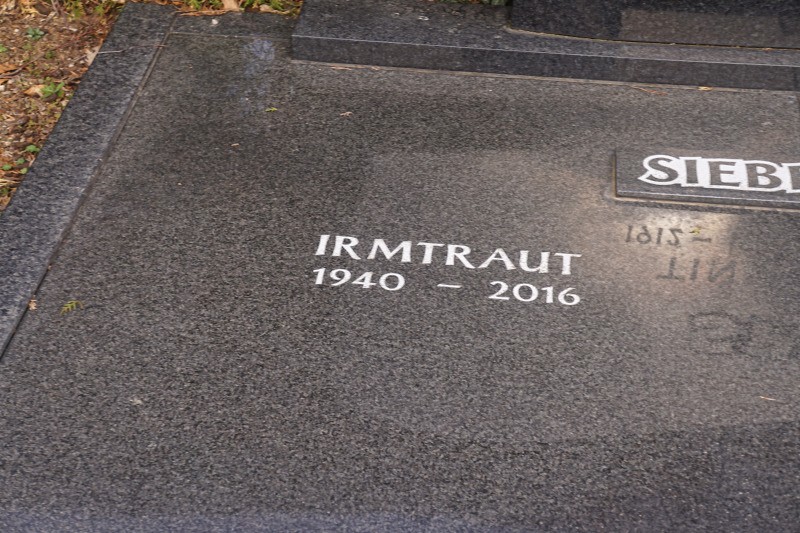 SIEB
IRMTRAUT
1940 – 2016